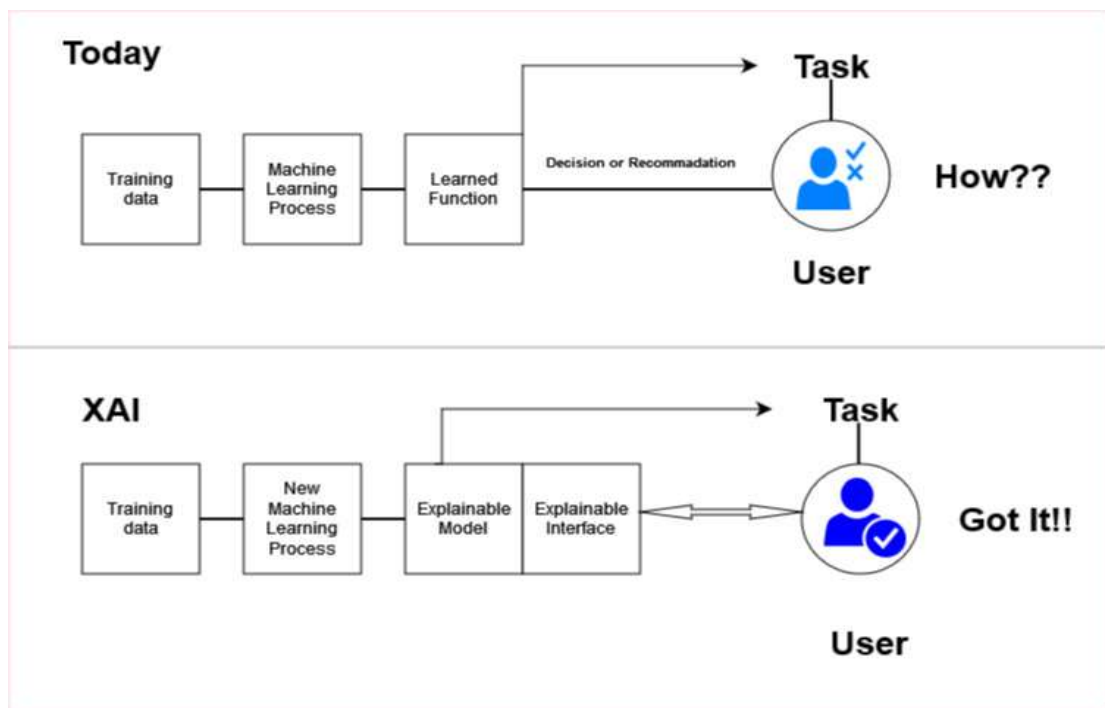 Today
Task
Training
data
Machine
Learning
Process
Learned
Function
Decision or Recommadation
How??
User
XAI
Task
Training
data
New
Machine
Learning
Process
Explainable
Model
Explainable
Interface
Got It!!
User